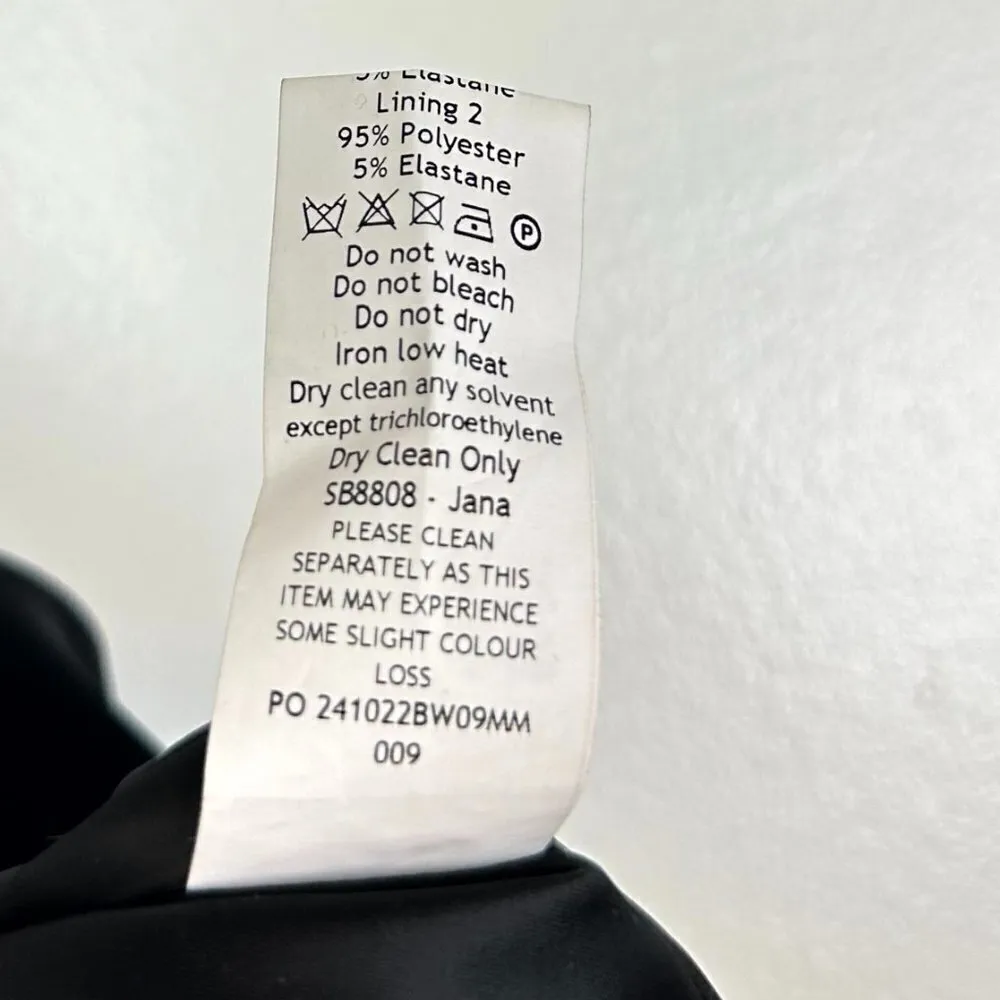 5% Elastane
Lining 2
95% Polyester
5% Elastane
P
Do not wash
Do not bleach
Do not dry
Iron low heat
Dry clean any solvent
except trichloroethylene
Dry Clean Only
SB8808 - Jana
PLEASE CLEAN
SEPARATELY AS THIS
ITEM MAY EXPERIENCE
SOME SLIGHT COLOUR
LOSS
PO 241022BW09MM
009